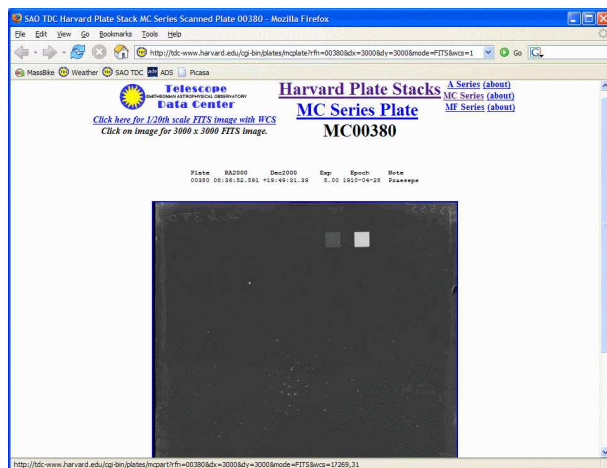 SAO TDC Harvard Plate Stack MC Series Scanned Plate 00380 - Mozilla Firefox
File Edit View Go Bookmarks Tools Help
http://tdc-www.harvard.edu/cgi-bin/plates/mcplate?rfn=00380&dx=3000&dy=3000&mode=FITS&wcs=1 Go
MassBike Weather SAO TDC ADS Picasa
Telescope
SMITHSONIAN ASTROPHYSICAL OBSERVATORY
Data Center
Click here for 1/20th scale FITS image with WCS
Click on image for 3000 x 3000 FITS image.
Harvard Plate Stacks
MC Series Plate
MC00380
A Series (about)
MC Series (about)
MF Series (about)
Plate RA2000 Dec2000 Exp Epoch Note
00380 08:36:52.591 +19:49:21.39 5.00 1910-04-28 Praesepe
http://tdc-www.harvard.edu/cgi-bin/plates/mcpart?rfn=00380&dx=3000&dy=3000&mode=FITS&wcs=1?269,31